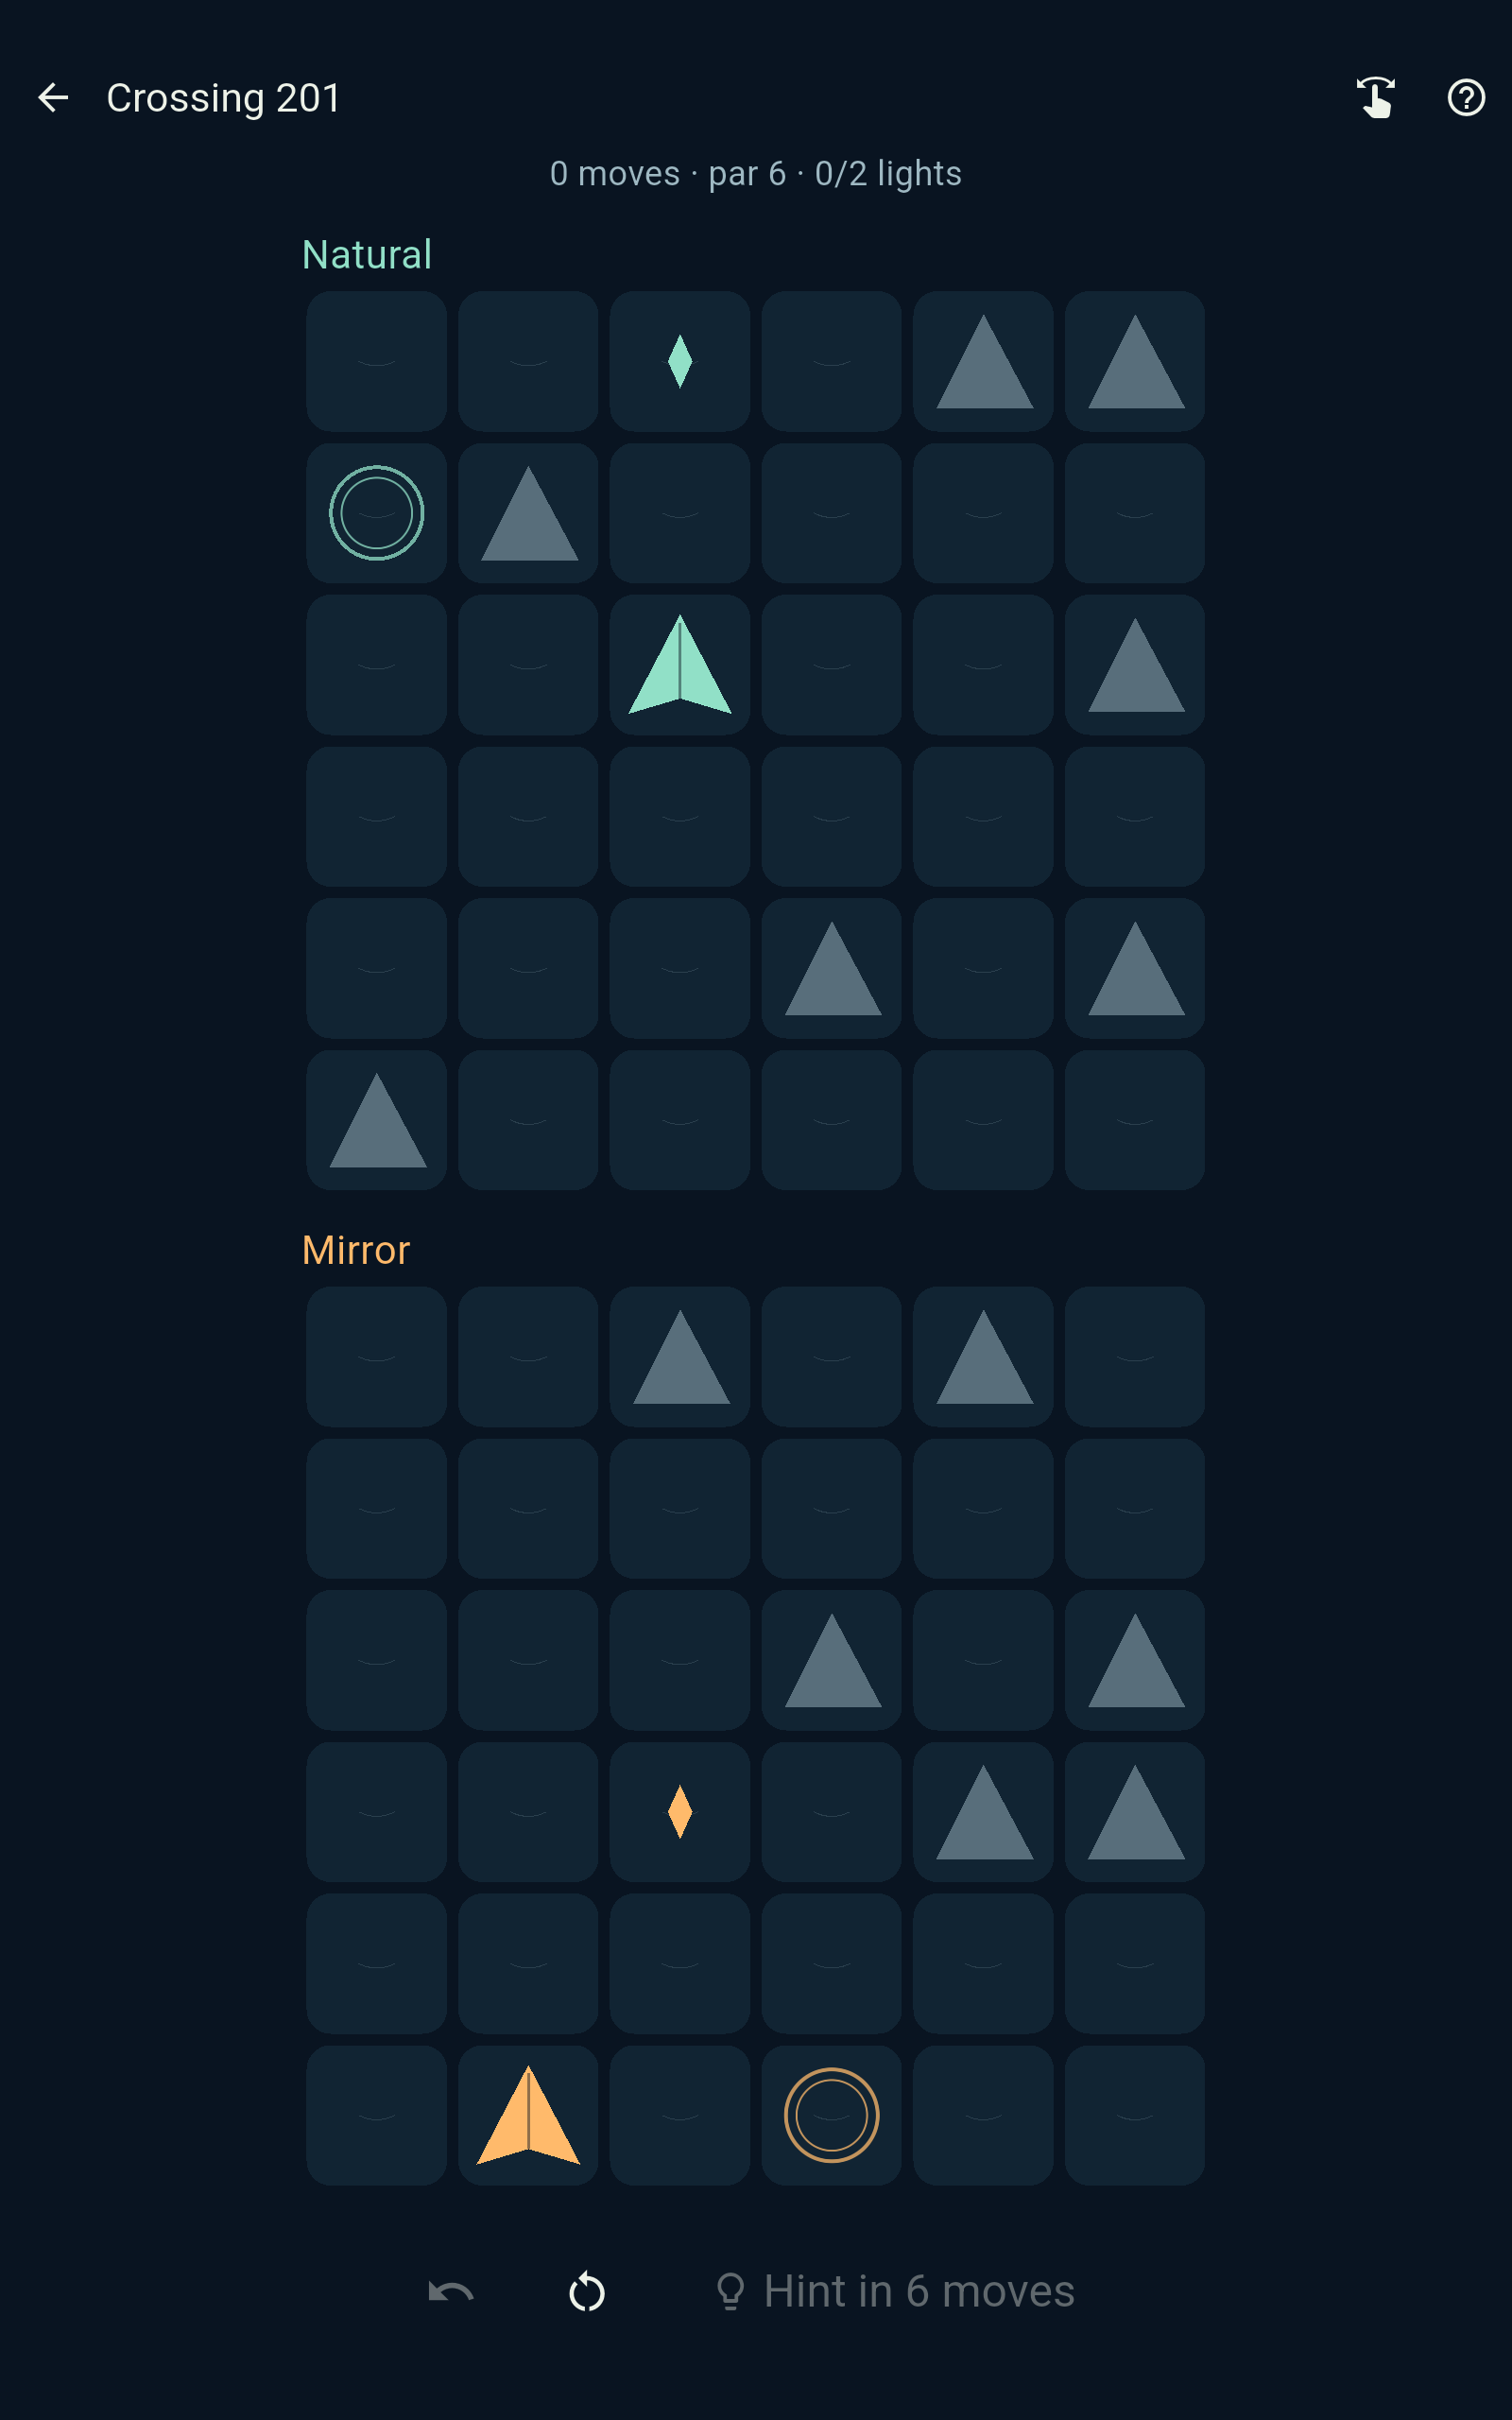 Crossing 201
0 moves · par 6 · 0/2 lights
Natural
Mirror
Hint in 6 moves